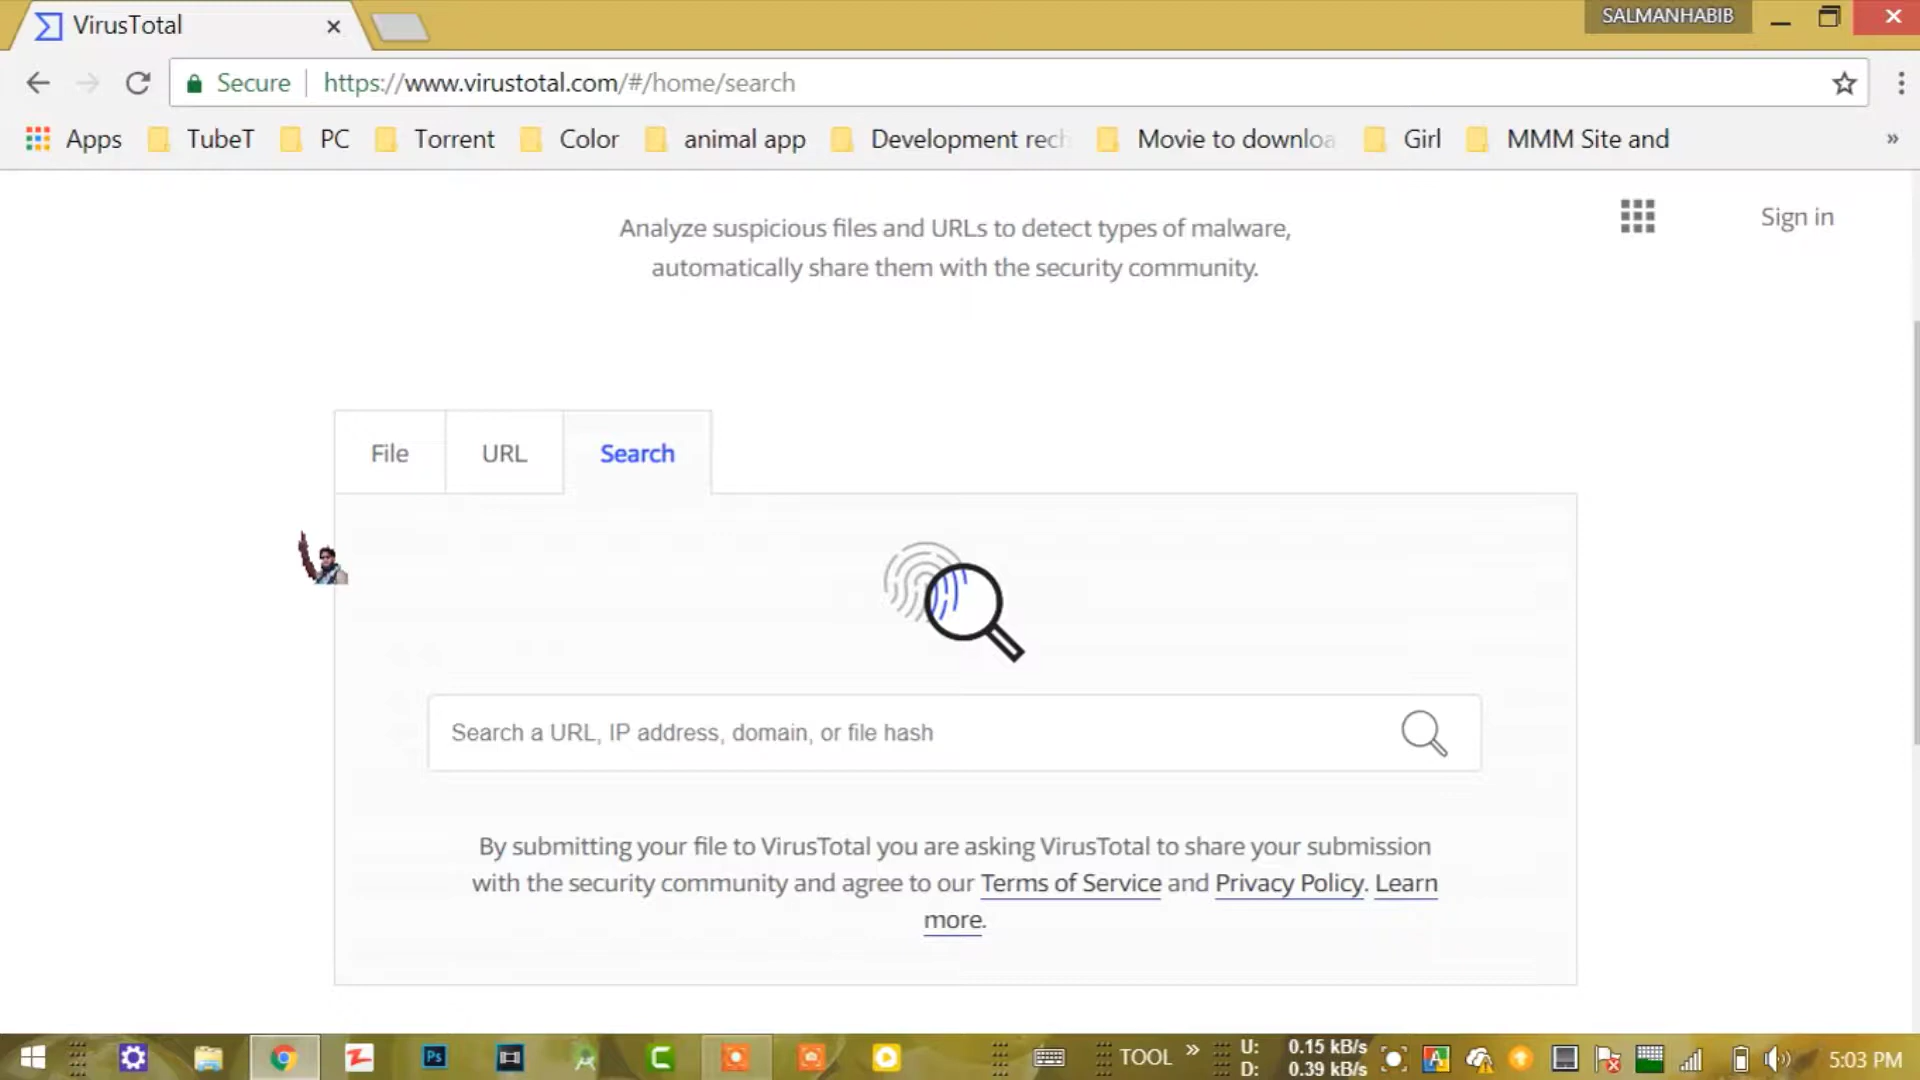 VirusTotal
SALMANHABIB
Secure https://www.virustotal.com/#/home/search
Apps TubeT PC Torrent Color animal app Development rech Movie to downloa Girl MMM Site and »
Analyze suspicious files and URLs to detect types of malware,
automatically share them with the security community.
Sign in
File URL Search
Search a URL, IP address, domain, or file hash
By submitting your file to VirusTotal you are asking VirusTotal to share your submission
with the security community and agree to our Terms of Service and Privacy Policy. Learn
more.
Ps
TOOL »
U: 0.15 kB/s
D: 0.39 kB/s
5:03 PM